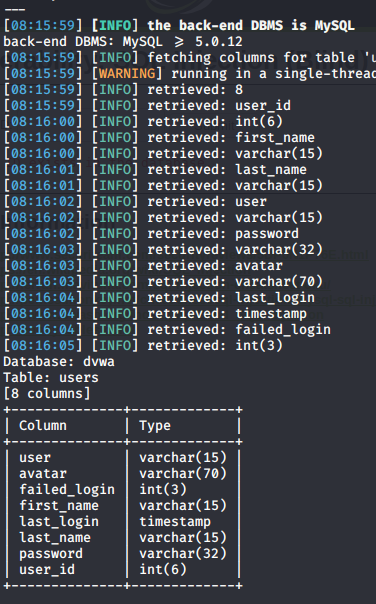 ---
[08:15:59] [INFO] the back-end DBMS is MySQL
back-end DBMS: MySQL ≥ 5.0.12
[08:15:59] [INFO] fetching columns for table 'u
[08:15:59] [WARNING] running in a single-thread
[08:15:59] [INFO] retrieved: 8
[08:15:59] [INFO] retrieved: user_id
[08:16:00] [INFO] retrieved: int(6)
[08:16:00] [INFO] retrieved: first_name
[08:16:00] [INFO] retrieved: varchar(15)
[08:16:01] [INFO] retrieved: last_name
[08:16:01] [INFO] retrieved: varchar(15)
[08:16:02] [INFO] retrieved: user
[08:16:02] [INFO] retrieved: varchar(15)
[08:16:02] [INFO] retrieved: password
[08:16:03] [INFO] retrieved: varchar(32)
[08:16:03] [INFO] retrieved: avatar
[08:16:03] [INFO] retrieved: varchar(70)
[08:16:04] [INFO] retrieved: last_login
[08:16:04] [INFO] retrieved: timestamp
[08:16:04] [INFO] retrieved: failed_login
[08:16:05] [INFO] retrieved: int(3)
Database: dvwa
Table: users
[8 columns]
+--------------+-------------+
| Column       | Type        |
+--------------+-------------+
| user         | varchar(15) |
| avatar       | varchar(70) |
| failed_login | int(3)      |
| first_name   | varchar(15) |
| last_login   | timestamp   |
| last_name    | varchar(15) |
| password     | varchar(32) |
| user_id      | int(6)      |
+--------------+-------------+